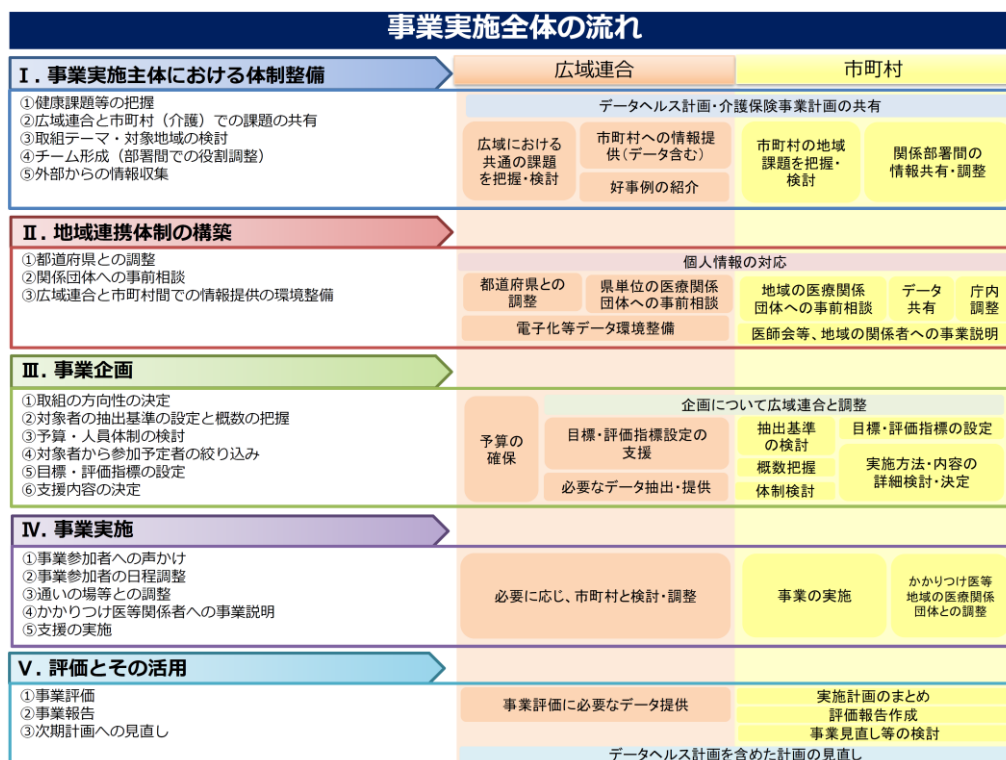 事業実施全体の流れ
Ⅰ．事業実施主体における体制整備
広域連合
市町村
①健康課題等の把握
②広域連合と市町村（介護）での課題の共有
③取組テーマ・対象地域の検討
④チーム形成（部署間での役割調整）
⑤外部からの情報収集
データヘルス計画・介護保険事業計画の共有
広域における
共通の課題
を把握・検討
市町村への情報提
供（データ含む）
好事例の紹介
市町村の地域
課題を把握・
検討
関係部署間の
情報共有・調整
Ⅱ．地域連携体制の構築
①都道府県との調整
②関係団体への事前相談
③広域連合と市町村間での情報提供の環境整備
個人情報の対応
都道府県との
調整
県単位の医療関係
団体への事前相談
電子化等データ環境整備
地域の医療関係
団体への事前相談
データ
共有
庁内
調整
医師会等、地域の関係者への事業説明
Ⅲ．事業企画
①取組の方向性の決定
②対象者の抽出基準の設定と概数の把握
③予算・人員体制の検討
④対象者から参加予定者の絞り込み
⑤目標・評価指標の設定
⑥支援内容の決定
企画について広域連合と調整
予算の
確保
目標・評価指標設定の
支援
必要なデータ抽出・提供
抽出基準
の検討
概数把握
体制検討
目標・評価指標の設定
実施方法・内容の
詳細検討・決定
Ⅳ．事業実施
①事業参加者への声かけ
②事業参加者の日程調整
③通いの場等との調整
④かかりつけ医等関係者への事業説明
⑤支援の実施
必要に応じ、市町村と検討・調整
事業の実施
かかりつけ医等
地域の医療関係
団体との調整
Ⅴ．評価とその活用
①事業評価
②事業報告
③次期計画への見直し
事業評価に必要なデータ提供
実施計画のまとめ
評価報告作成
事業見直し等の検討
データヘルス計画を含めた計画の見直し